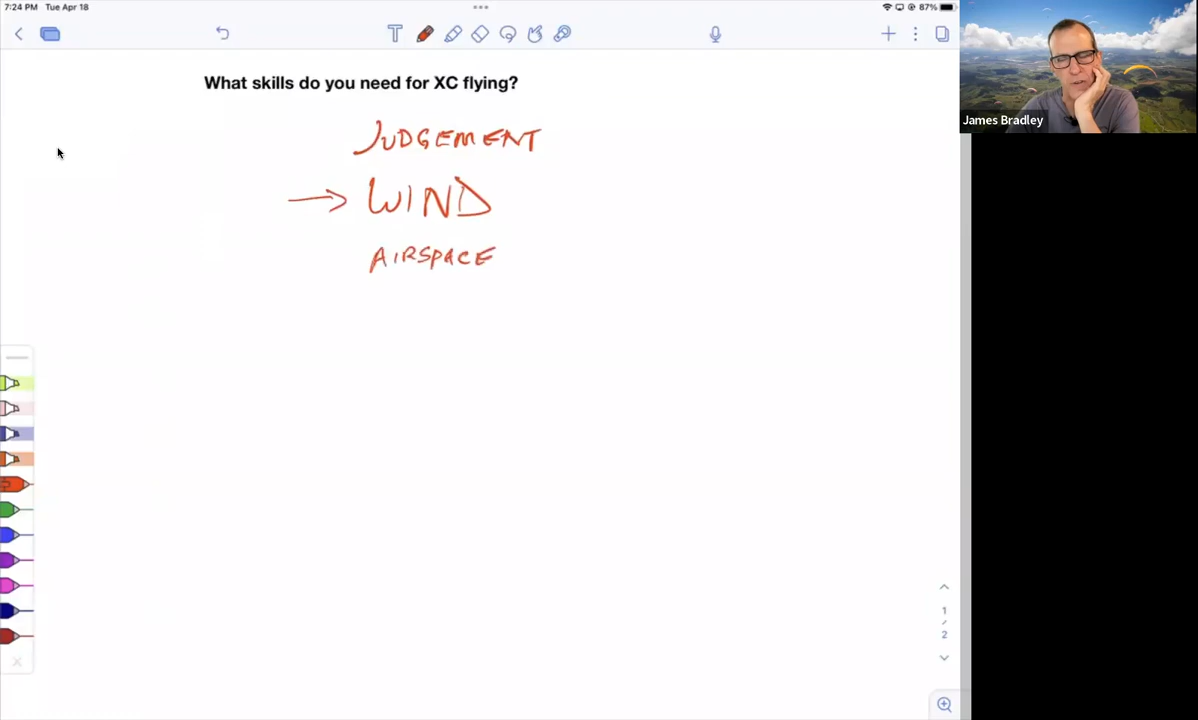 7:24 PM Tue Apr 18
87%
What skills do you need for XC flying?
JUDGEMENT
→ WIND
AIRSPACE
James Bradley
T
1
/
2